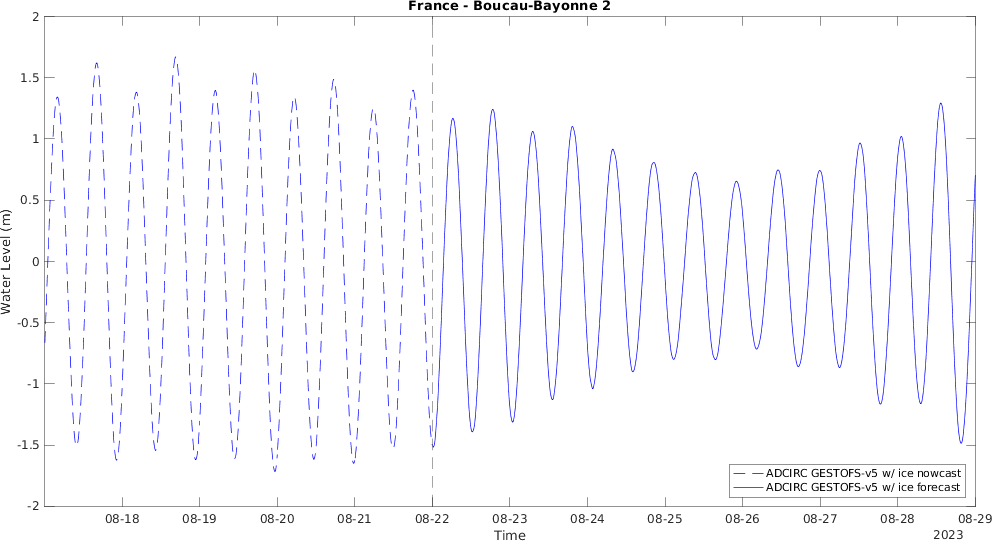 France - Boucau-Bayonne 2
2
1.5
1
0.5
0
-0.5
-1
-1.5
-2
Water Level (m)
ADCIRC GESTOFS-v5 w/ ice nowcast
ADCIRC GESTOFS-v5 w/ ice forecast
08-18 08-19 08-20 08-21 08-22 08-23 08-24 08-25 08-26 08-27 08-28 08-29
Time
2023